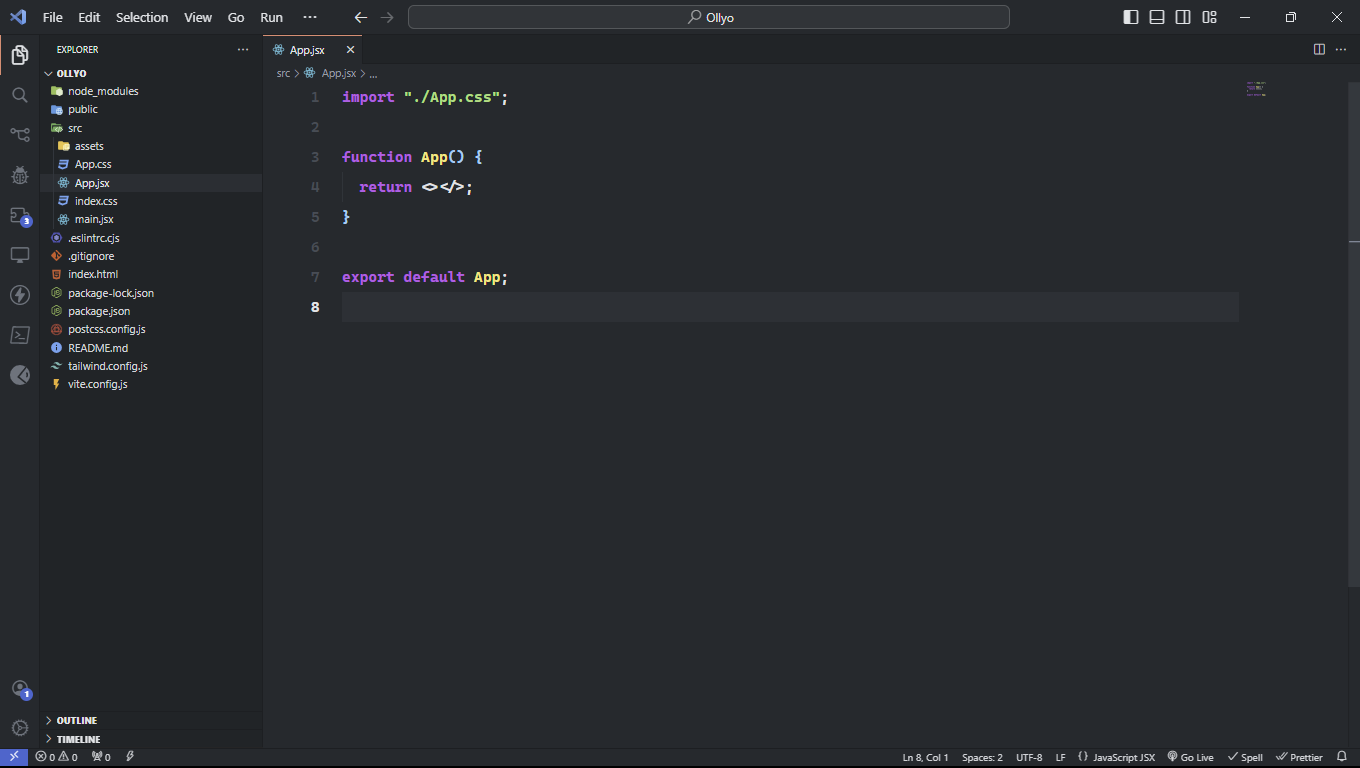 File Edit Selection View Go Run ··· Ollyo
EXPLORER ···
OLLYO
node_modules
public
src
assets
App.css
App.jsx
index.css
main.jsx
.eslintrc.cjs
.gitignore
index.html
package-lock.json
package.json
postcss.config.js
README.md
tailwind.config.js
vite.config.js
OUTLINE
TIMELINE
3
1
App.jsx
src > App.jsx > ...
1 import "./App.css";
2
3 function App() {
4 return <></>;
5 }
6
7 export default App;
8
0 0 0 Ln 8, Col 1 Spaces: 2 UTF-8 LF {} JavaScript JSX Go Live Spell Prettier